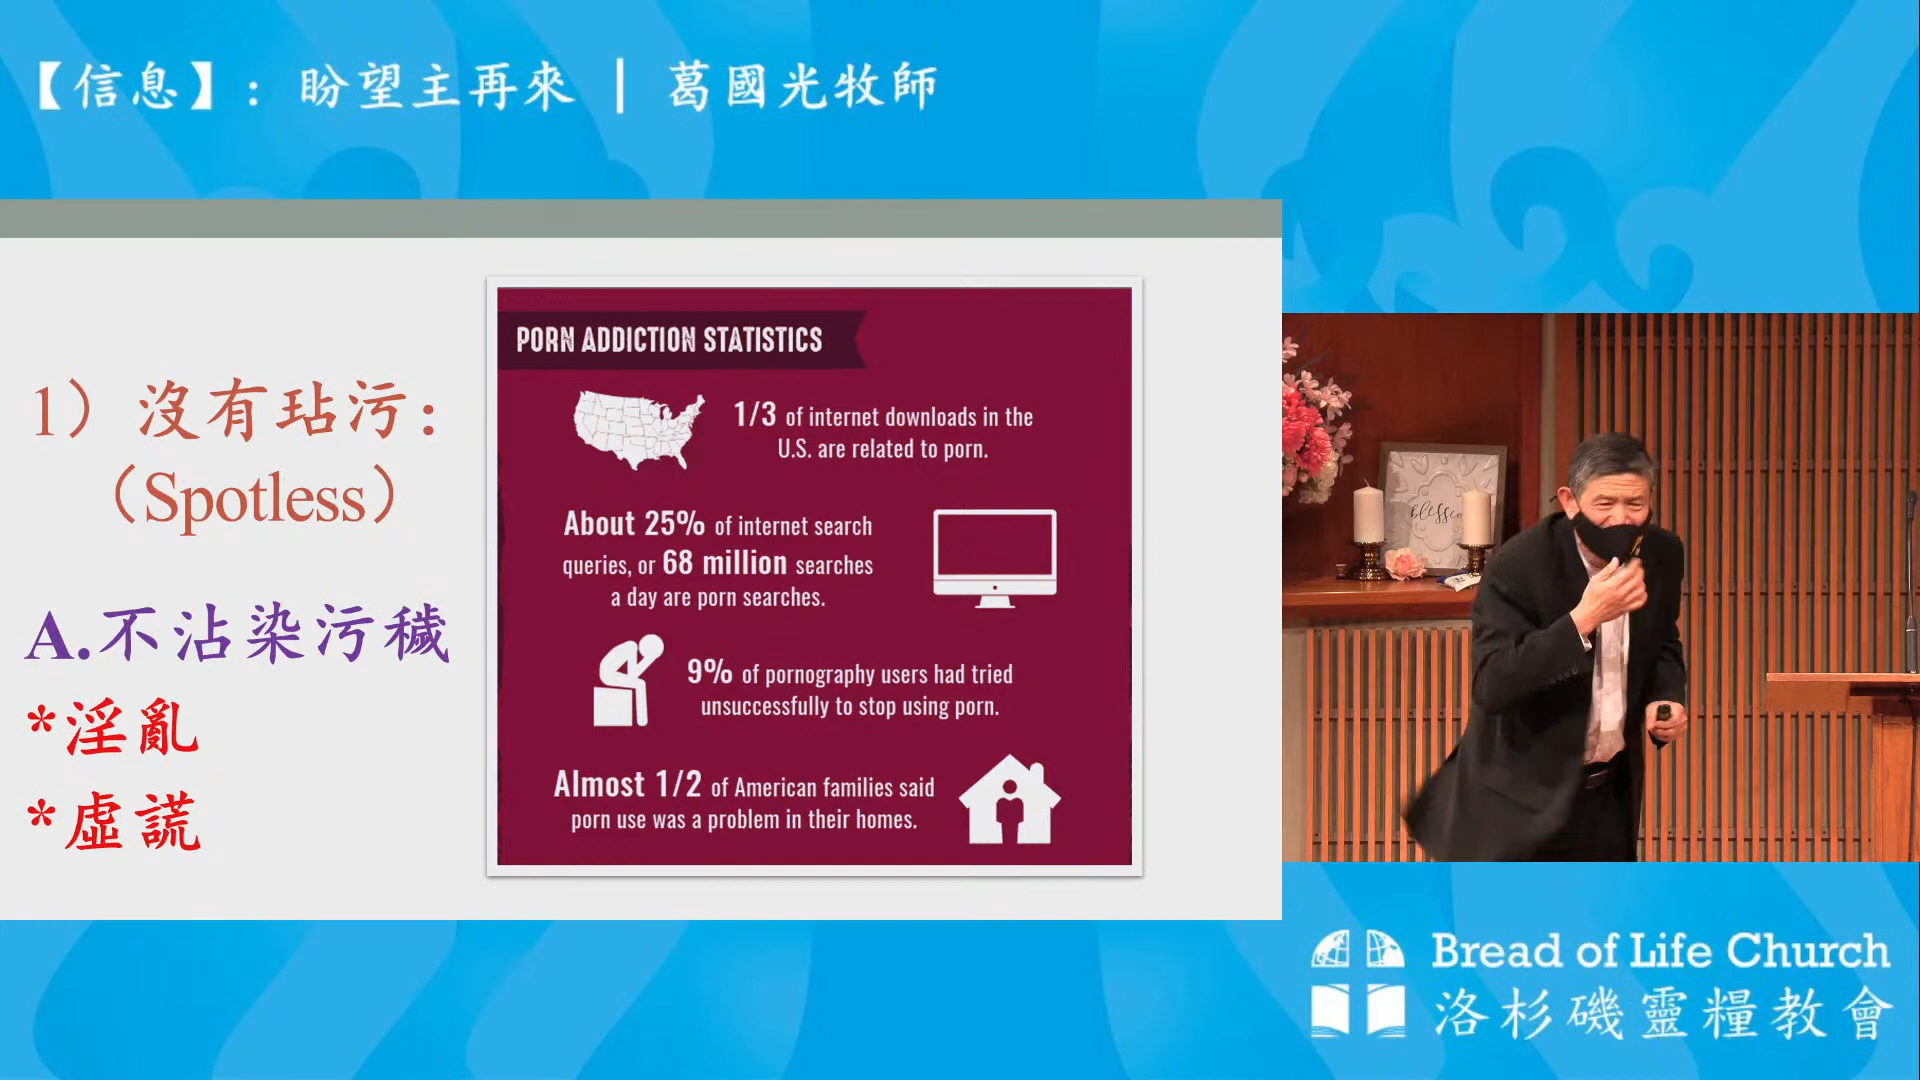 【信息】：盼望主再來 | 葛國光牧師
1）沒有玷污：
（Spotless）
A.不沾染污穢
*淫亂
*虛謊
PORN ADDICTION STATISTICS
1/3 of internet downloads in the
U.S. are related to porn.
About 25% of internet search
queries, or 68 million searches
a day are porn searches.
9% of pornography users had tried
unsuccessfully to stop using porn.
Almost 1/2 of American families said
porn use was a problem in their homes.
blessed
Bread of Life Church
洛杉磯靈糧教會